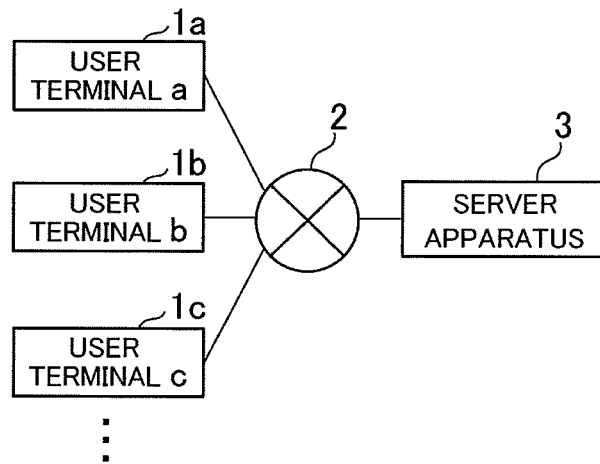 1a
USER
TERMINAL a
1b
USER
TERMINAL b
2
3
SERVER
APPARATUS
1c
USER
TERMINAL c